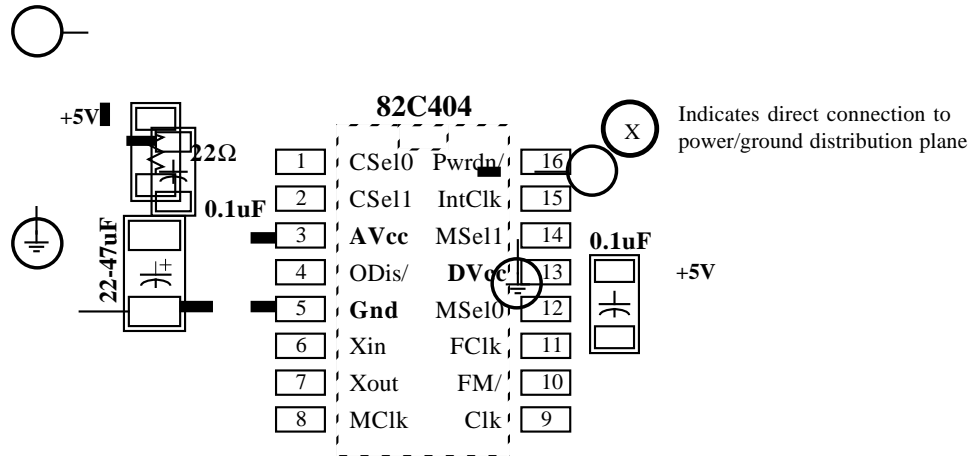 82C404
+5V
X
Indicates direct connection to
power/ground distribution plane
22Ω
1 CSel0 Pwrdn/ 16
2 CSel1 IntClk 15
0.1uF
3 AVcc MSel1 14
0.1uF
22-47uF
+
4 ODis/ DVcc 13
+5V
5 Gnd MSel0 12
6 Xin FClk 11
7 Xout FM/ 10
8 MClk Clk 9